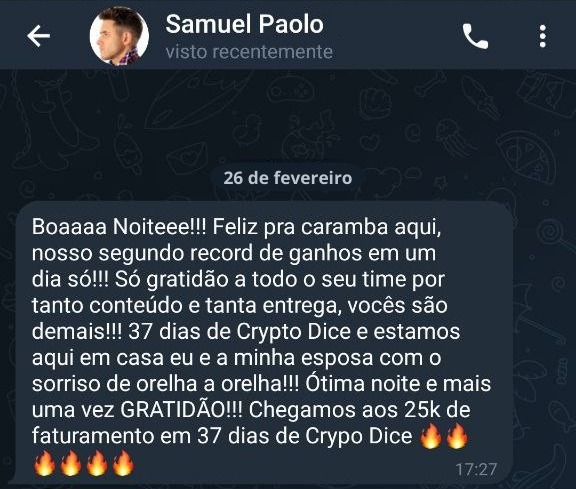 Samuel Paolo
visto recentemente
26 de fevereiro
Boaaaa Noiteee!!! Feliz pra caramba aqui,
nosso segundo record de ganhos em um
dia só!!! Só gratidão a todo o seu time por
tanto conteúdo e tanta entrega, vocês são
demais!!! 37 dias de Crypto Dice e estamos
aqui em casa eu e a minha esposa com o
sorriso de orelha a orelha!!! Ótima noite e mais
uma vez GRATIDÃO!!! Chegamos aos 25k de
faturamento em 37 dias de Crypo Dice 🔥🔥
🔥🔥🔥🔥
17:27